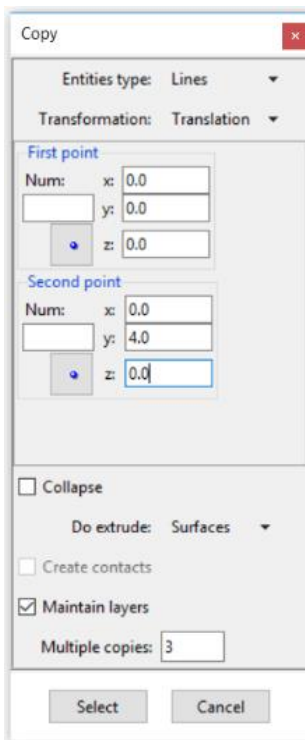 Copy
Entities type: Lines
Transformation: Translation
First point
Num: x: 0.0
y: 0.0
z: 0.0
Second point
Num: x: 0.0
y: 4.0
z: 0.0
Collapse
Do extrude: Surfaces
Create contacts
Maintain layers
Multiple copies: 3
Select Cancel